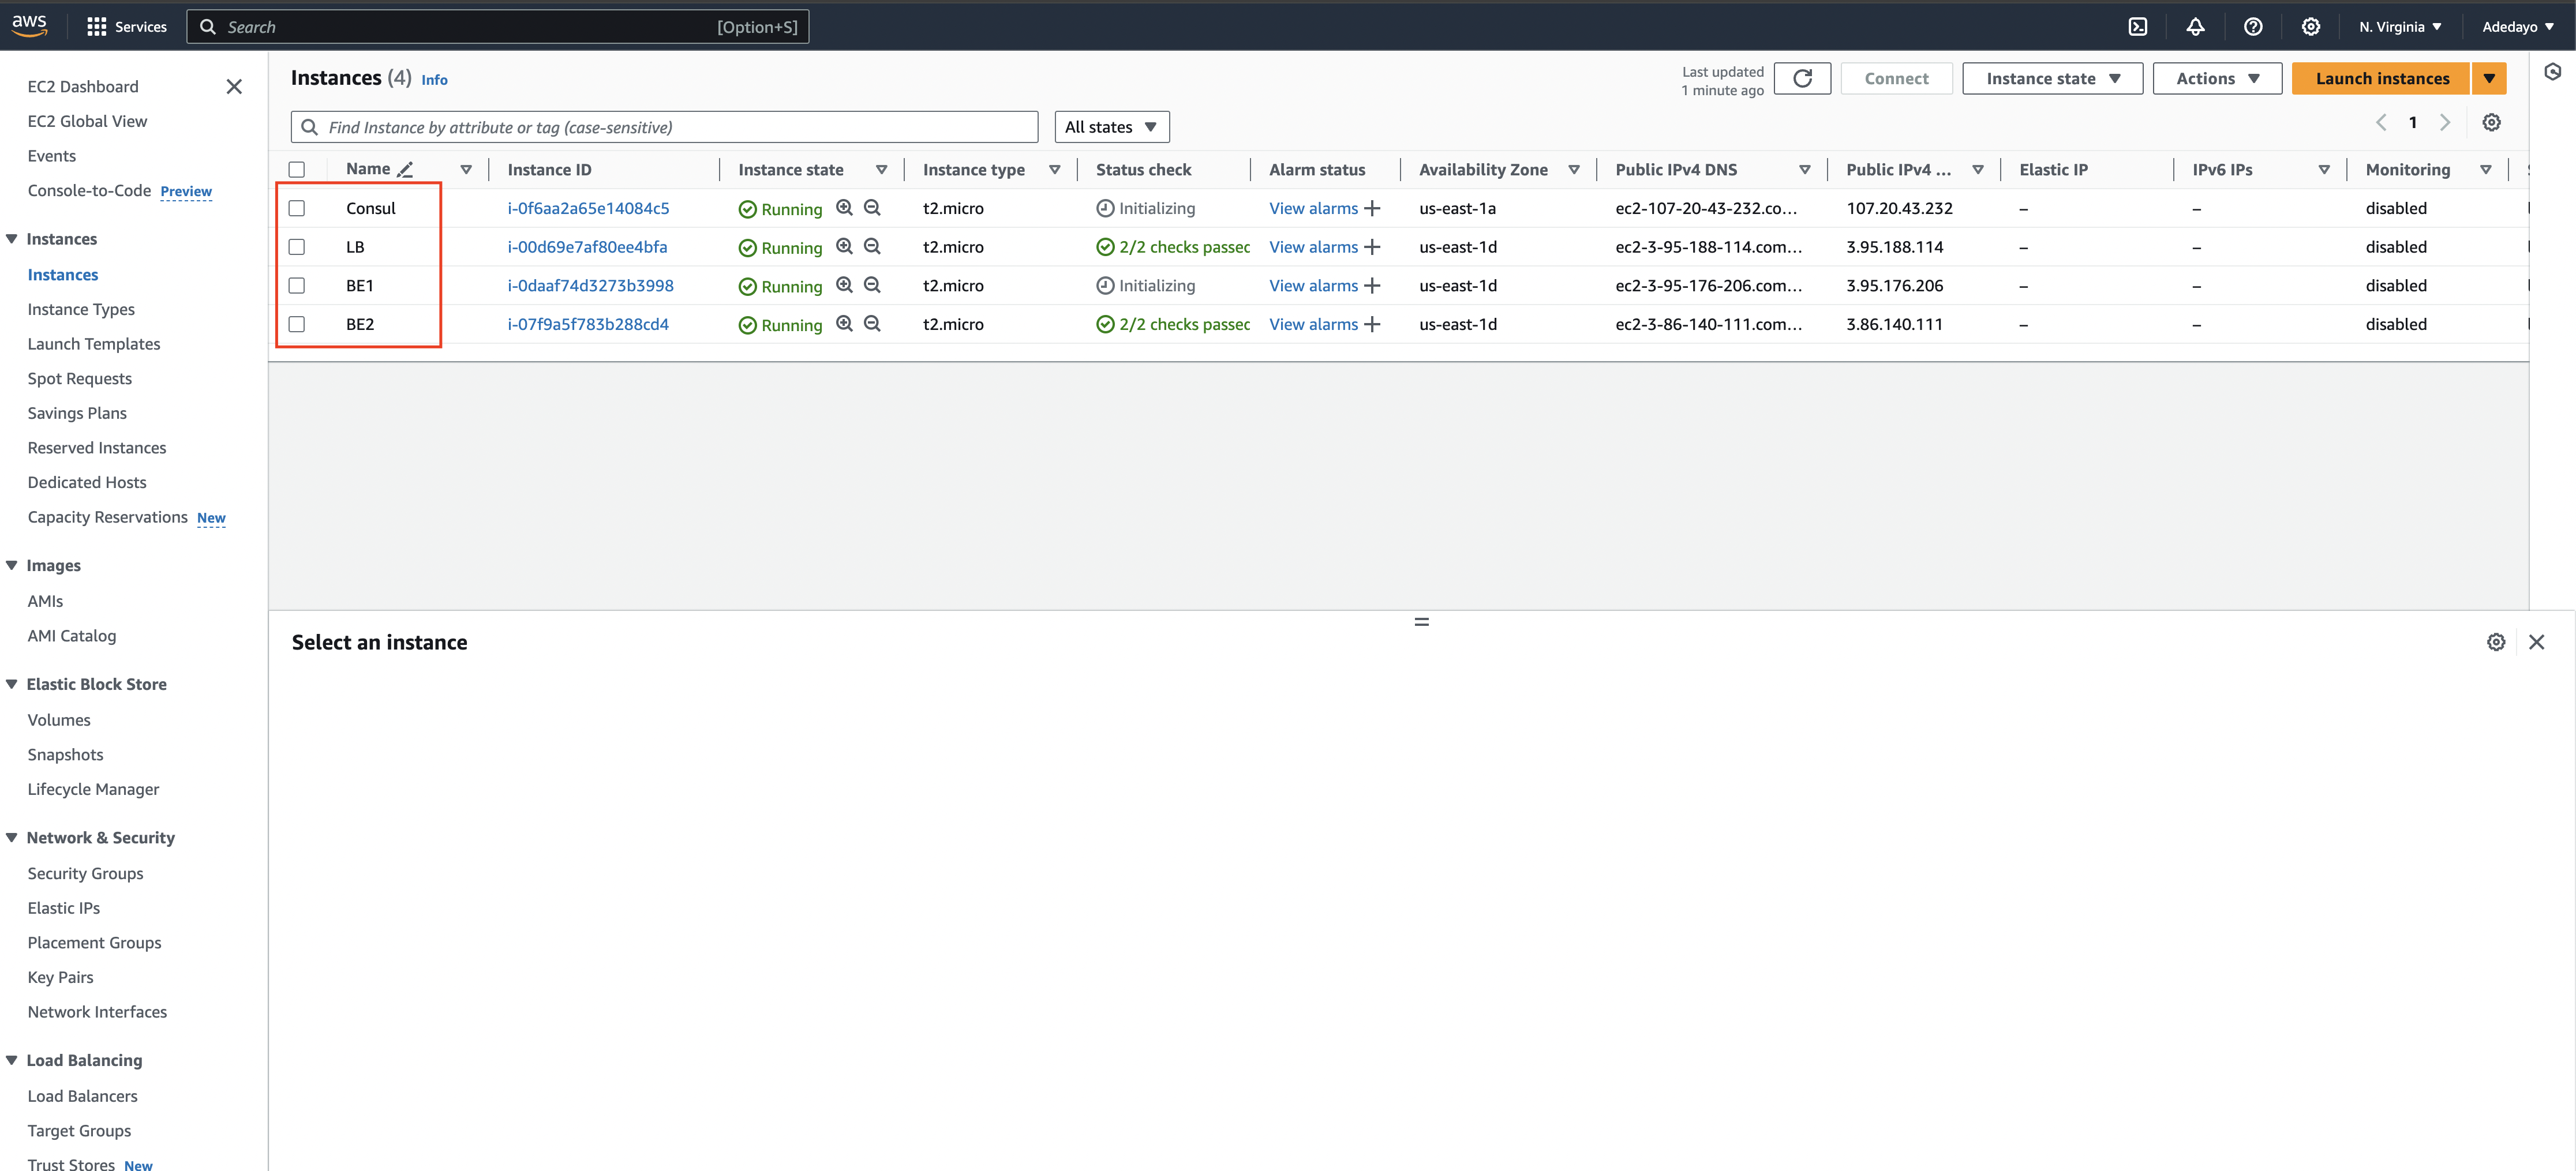 aws Services Search [Option+S] N. Virginia Adedayo
EC2 Dashboard
EC2 Global View
Events
Console-to-Code Preview
Instances
Instances
Instance Types
Launch Templates
Spot Requests
Savings Plans
Reserved Instances
Dedicated Hosts
Capacity Reservations New
Images
AMIs
AMI Catalog
Elastic Block Store
Volumes
Snapshots
Lifecycle Manager
Network & Security
Security Groups
Elastic IPs
Placement Groups
Key Pairs
Network Interfaces
Load Balancing
Load Balancers
Target Groups
Trust Stores New
Instances (4) Info
Last updated
1 minute ago
Connect Instance state Actions Launch instances
Find Instance by attribute or tag (case-sensitive) All states 1
Name Instance ID Instance state Instance type Status check Alarm status Availability Zone Public IPv4 DNS Public IPv4 ... Elastic IP IPv6 IPs Monitoring
Consul i-0f6aa2a65e14084c5 Running t2.micro Initializing View alarms + us-east-1a ec2-107-20-43-232.co... 107.20.43.232 – – disabled
LB i-00d69e7af80ee4bfa Running t2.micro 2/2 checks passec View alarms + us-east-1d ec2-3-95-188-114.com... 3.95.188.114 – – disabled
BE1 i-0daaf74d3273b3998 Running t2.micro Initializing View alarms + us-east-1d ec2-3-95-176-206.com... 3.95.176.206 – – disabled
BE2 i-07f9a5f783b288cd4 Running t2.micro 2/2 checks passec View alarms + us-east-1d ec2-3-86-140-111.com... 3.86.140.111 – – disabled
Select an instance